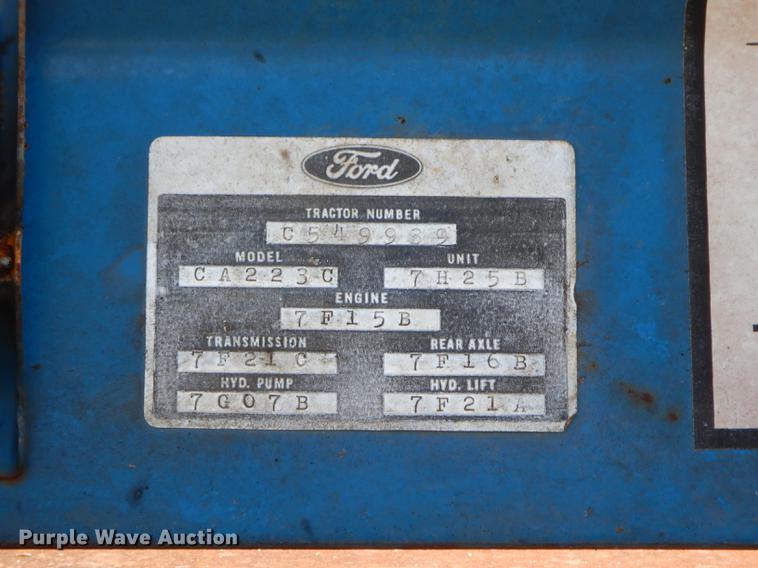 Ford
TRACTOR NUMBER
C549989
MODEL UNIT
CA223C 7H25B
ENGINE
7F15B
TRANSMISSION REAR AXLE
7F21C 7F16B
HYD. PUMP HYD. LIFT
7G07B 7F21A
Purple Wave Auction